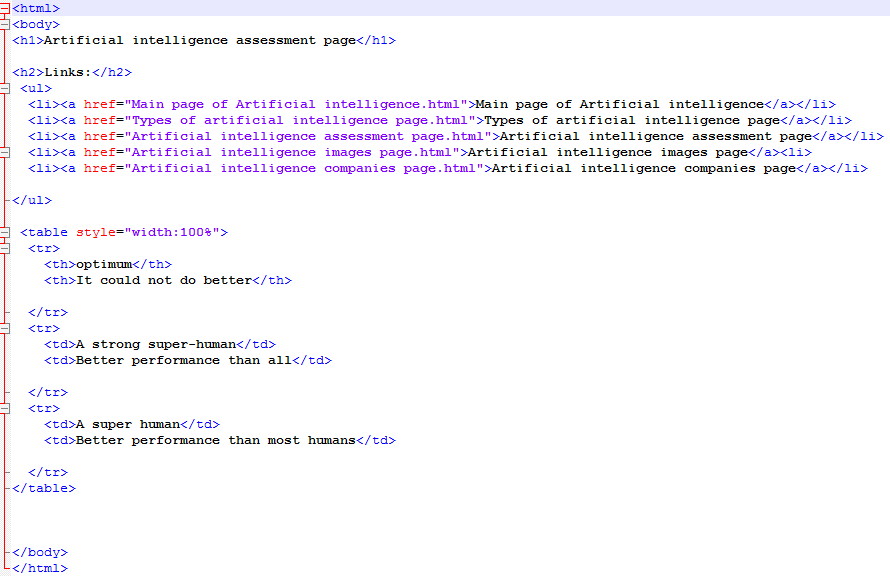 <html>
<body>
<h1>Artificial intelligence assessment page</h1>
<h2>Links:</h2>
<ul>
<li><a href="Main page of Artificial intelligence.html">Main page of Artificial intelligence</a></li>
<li><a href="Types of artificial intelligence page.html">Types of artificial intelligence page</a></li>
<li><a href="Artificial intelligence assessment page.html">Artificial intelligence assessment page</a></li>
<li><a href="Artificial intelligence images page.html">Artificial intelligence images page</a><li>
<li><a href="Artificial intelligence companies page.html">Artificial intelligence companies page</a></li>
</ul>
<table style="width:100%">
<tr>
<th>optimum</th>
<th>It could not do better</th>
</tr>
<tr>
<td>A strong super-human</td>
<td>Better performance than all</td>
</tr>
<tr>
<td>A super human</td>
<td>Better performance than most humans</td>
</tr>
</table>
</body>
</html>